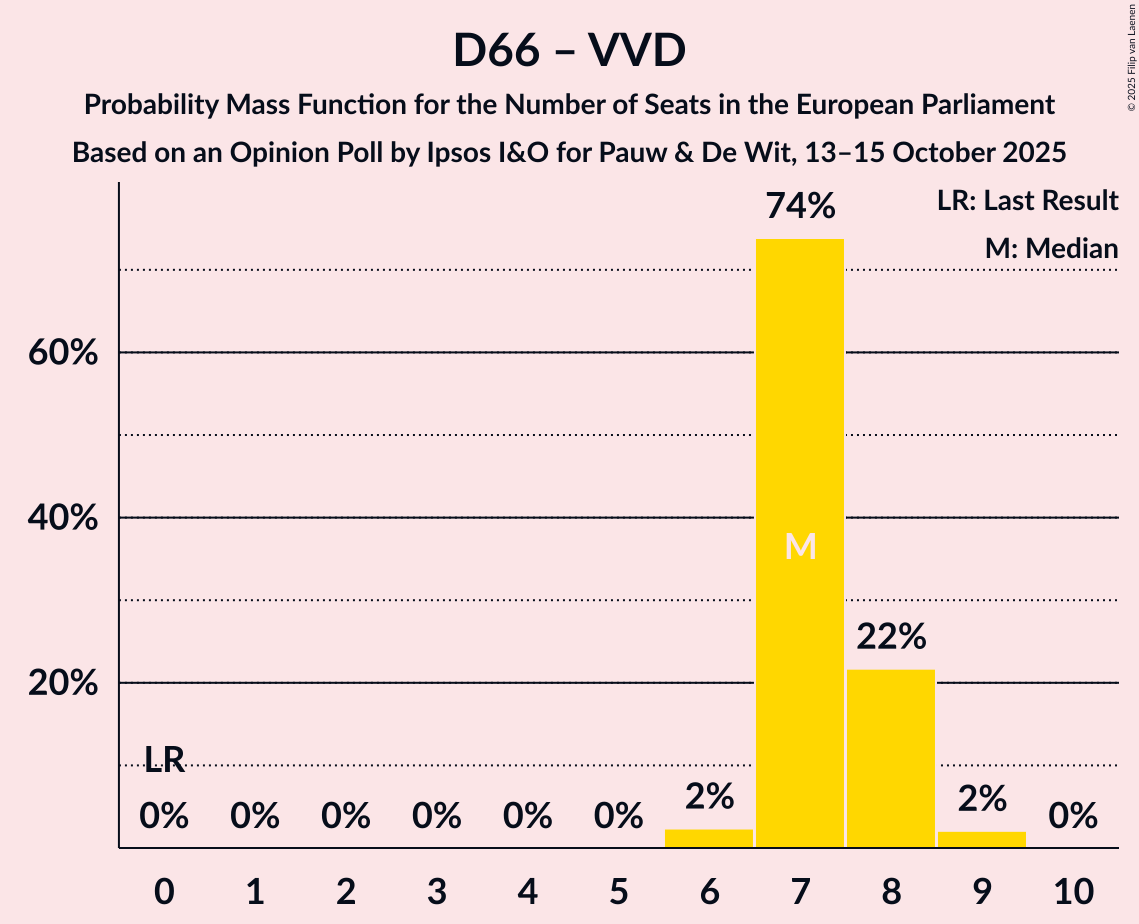 D66 – VVD
Probability Mass Function for the Number of Seats in the European Parliament
Based on an Opinion Poll by Ipsos I&O for Pauw & De Wit, 13–15 October 2025
© 2025 Filip van Laenen
LR: Last Result
M: Median
74%
60%
40%
M
22%
20%
LR
0% 0% 0% 0% 0% 0% 2% 2% 0%
0 1 2 3 4 5 6 7 8 9 10